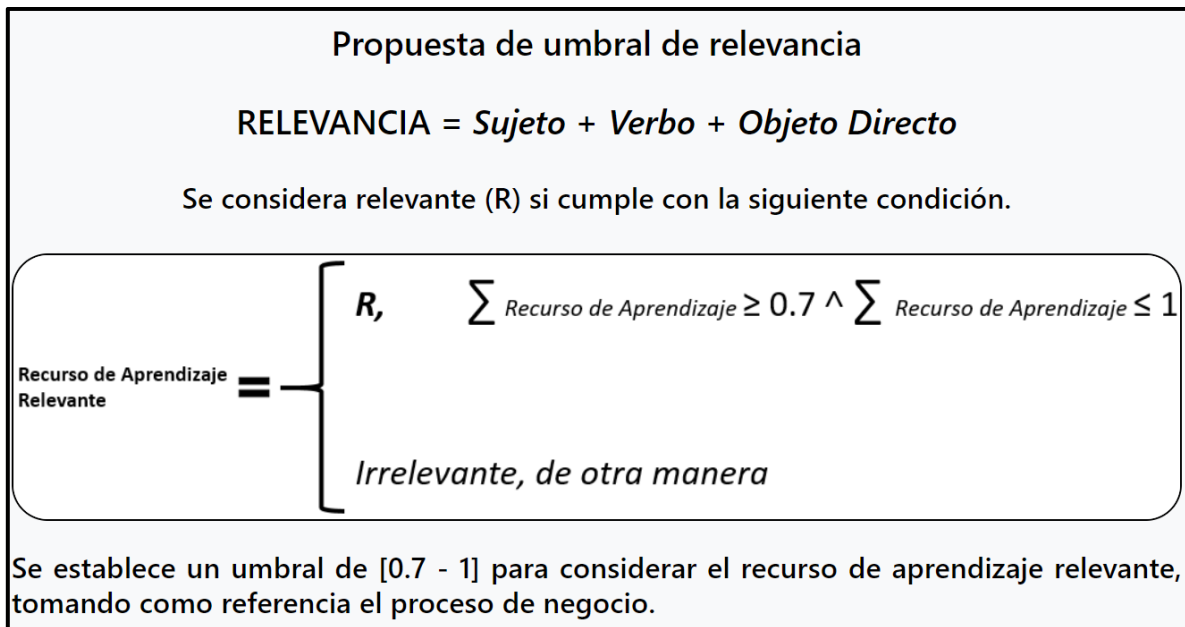 Propuesta de umbral de relevancia
RELEVANCIA = Sujeto + Verbo + Objeto Directo
Se considera relevante (R) si cumple con la siguiente condición.
R, ∑ Recurso de Aprendizaje ≥ 0.7 ^ ∑ Recurso de Aprendizaje ≤ 1
Recurso de Aprendizaje
Relevante =
Irrelevante, de otra manera
Se establece un umbral de [0.7 - 1] para considerar el recurso de aprendizaje relevante,
tomando como referencia el proceso de negocio.